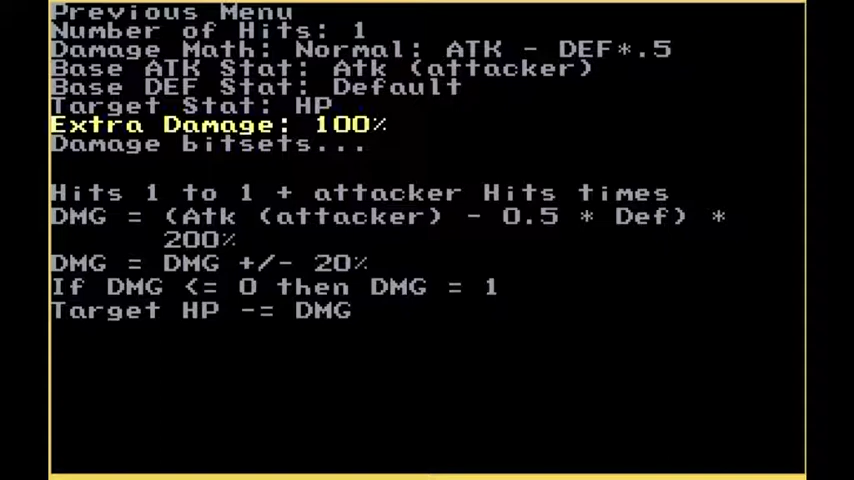 Previous Menu
Number of Hits: 1
Damage Math: Normal: ATK - DEF*.5
Base ATK Stat: Atk (attacker)
Base DEF Stat: Default
Target Stat: HP
Extra Damage: 100%
Damage bitsets...
Hits 1 to 1 + attacker Hits times
DMG = (Atk (attacker) - 0.5 * Def) *
200%
DMG = DMG +/- 20%
If DMG <= 0 then DMG = 1
Target HP -= DMG